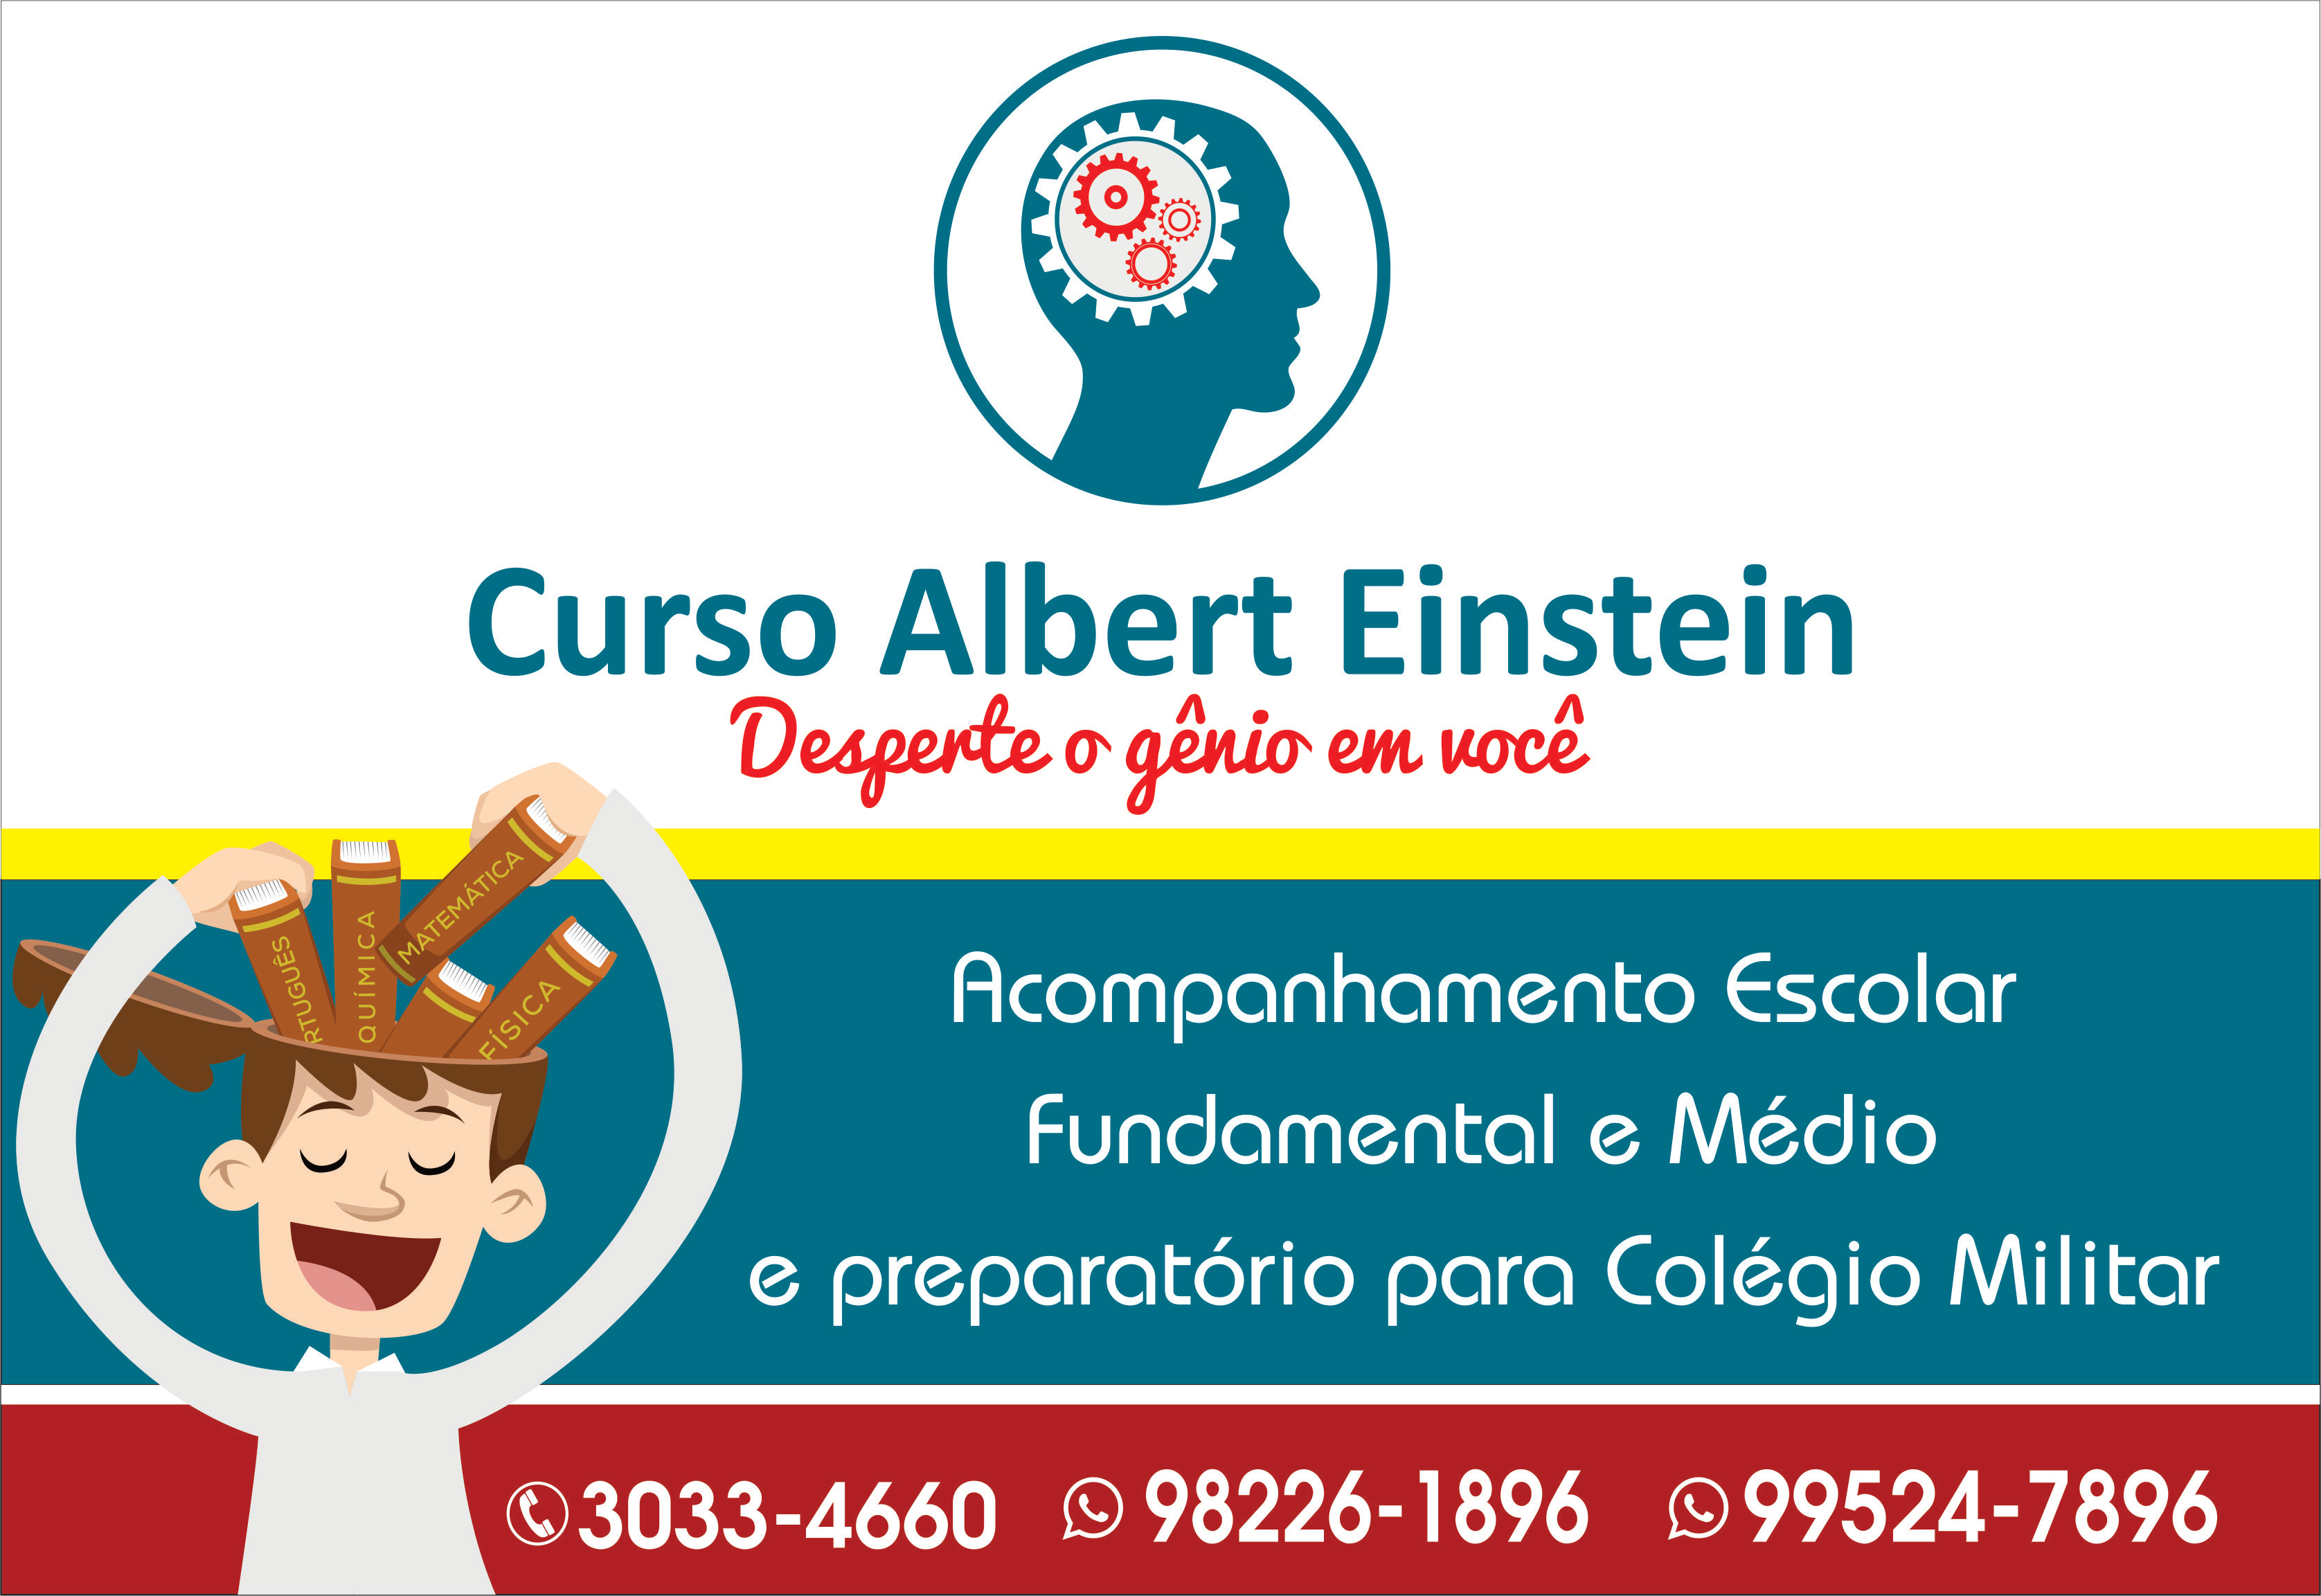 Curso Albert Einstein
Desperte o gênio em você
RTUGUÊS
QUÍMICA
MATEMÁTICA
FÍSICA
Acompanhamento Escolar
Fundamental e Médio
e preparatório para Colégio Militar
3033-4660 98226-1896 99524-7896